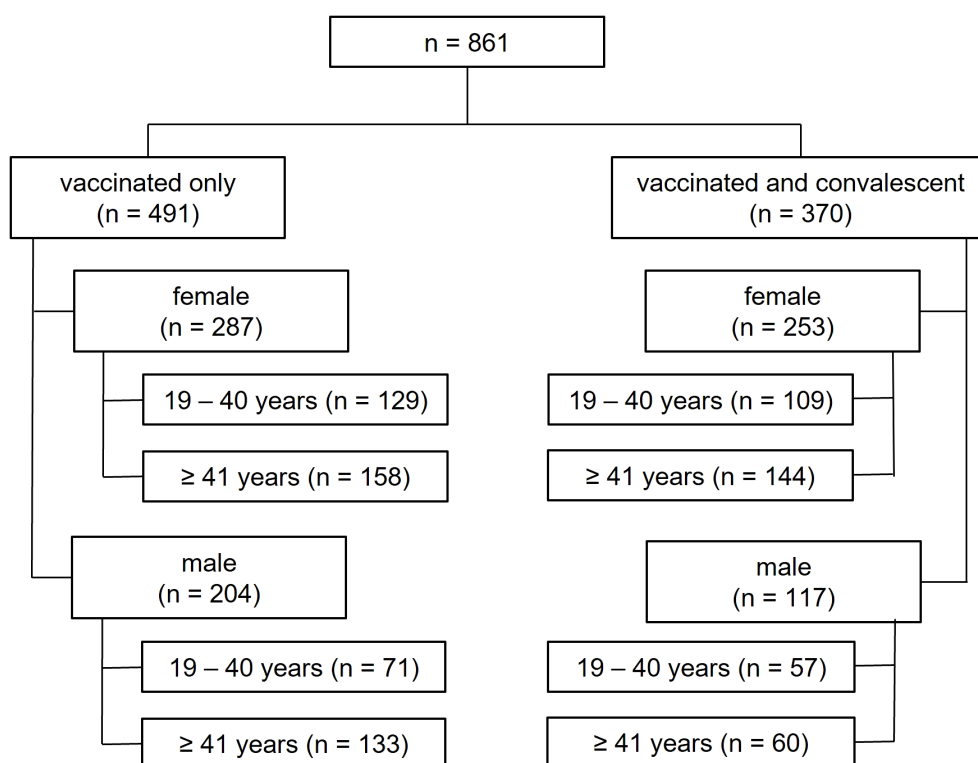 n = 861
vaccinated only
(n = 491)
vaccinated and convalescent
(n = 370)
female
(n = 287)
female
(n = 253)
19 – 40 years (n = 129)
19 – 40 years (n = 109)
≥ 41 years (n = 158)
≥ 41 years (n = 144)
male
(n = 204)
male
(n = 117)
19 – 40 years (n = 71)
19 – 40 years (n = 57)
≥ 41 years (n = 133)
≥ 41 years (n = 60)